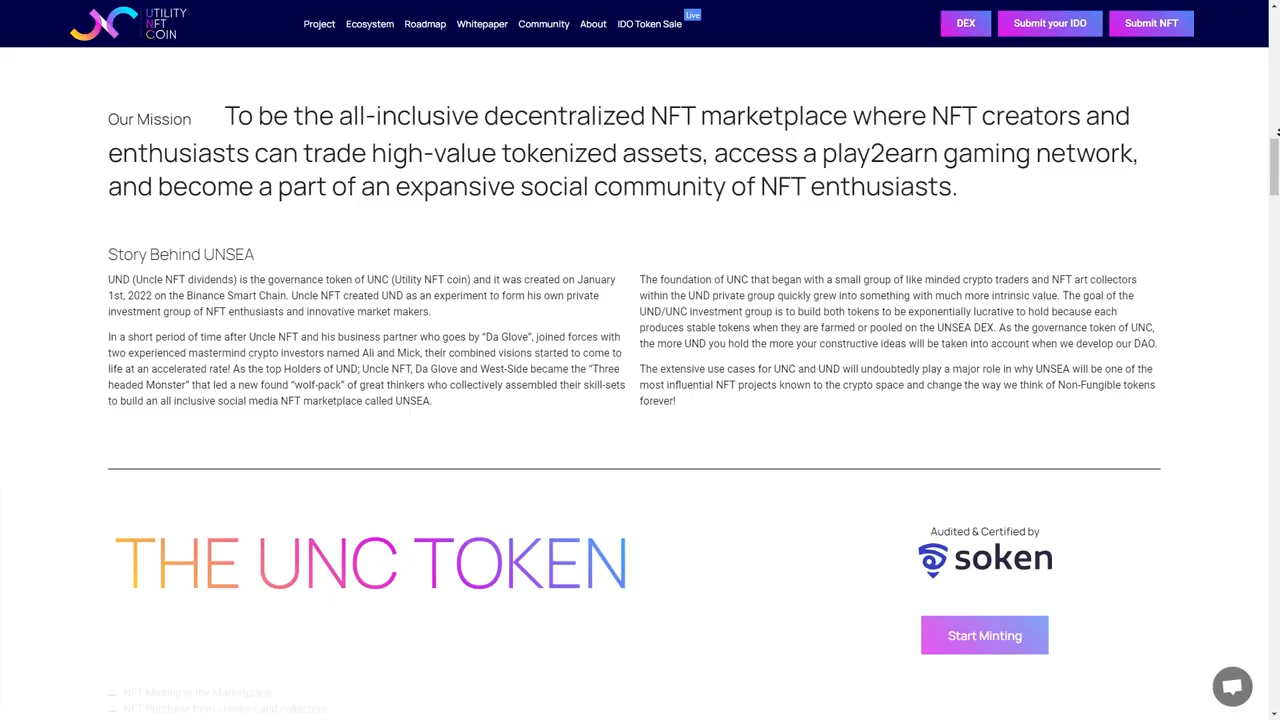 UTILITY
NFT
COIN
Project Ecosystem Roadmap Whitepaper Community About IDO Token Sale Live
DEX Submit your IDO Submit NFT
Our Mission To be the all-inclusive decentralized NFT marketplace where NFT creators and
enthusiasts can trade high-value tokenized assets, access a play2earn gaming network,
and become a part of an expansive social community of NFT enthusiasts.
Story Behind UNSEA
UND (Uncle NFT dividends) is the governance token of UNC (Utility NFT coin) and it was created on January
1st, 2022 on the Binance Smart Chain. Uncle NFT created UND as an experiment to form his own private
investment group of NFT enthusiasts and innovative market makers.
In a short period of time after Uncle NFT and his business partner who goes by “Da Glove”, joined forces with
two experienced mastermind crypto investors named Ali and Mick, their combined visions started to come to
life at an accelerated rate! As the top Holders of UND; Uncle NFT, Da Glove and West-Side became the “Three
headed Monster” that led a new found “wolf-pack” of great thinkers who collectively assembled their skill-sets
to build an all inclusive social media NFT marketplace called UNSEA.
The foundation of UNC that began with a small group of like minded crypto traders and NFT art collectors
within the UND private group quickly grew into something with much more intrinsic value. The goal of the
UND/UNC investment group is to build both tokens to be exponentially lucrative to hold because each
produces stable tokens when they are farmed or pooled on the UNSEA DEX. As the governance token of UNC,
the more UND you hold the more your constructive ideas will be taken into account when we develop our DAO.
The extensive use cases for UNC and UND will undoubtedly play a major role in why UNSEA will be one of the
most influential NFT projects known to the crypto space and change the way we think of Non-Fungible tokens
forever!
THE UNC TOKEN
Audited & Certified by
soken
Start Minting
NFT Minting in the Marketplace
NFT Purchase from creators and collectors